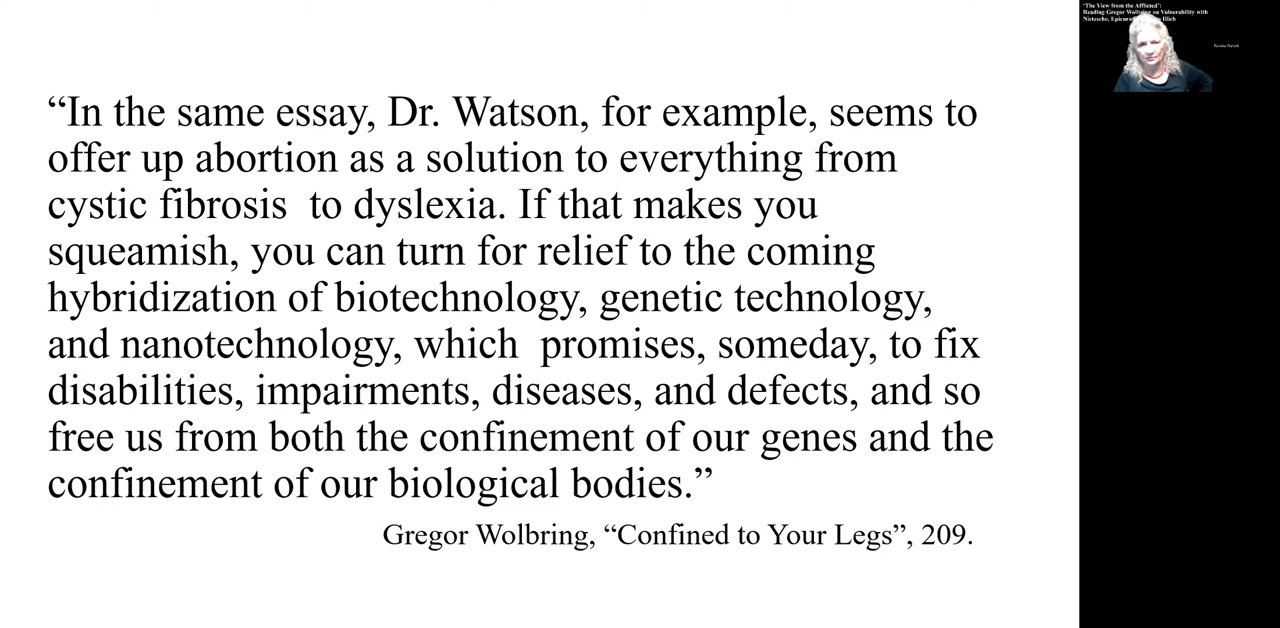 “In the same essay, Dr. Watson, for example, seems to
offer up abortion as a solution to everything from
cystic fibrosis  to dyslexia. If that makes you
squeamish, you can turn for relief to the coming
hybridization of biotechnology, genetic technology,
and nanotechnology, which  promises, someday, to fix
disabilities, impairments, diseases, and defects, and so
free us from both the confinement of our genes and the
confinement of our biological bodies.”
Gregor Wolbring, “Confined to Your Legs”, 209.
‘The View from the Afflicted’:
Reading Gregor Wolbring on Vulnerability with
Nietzsche, Illich